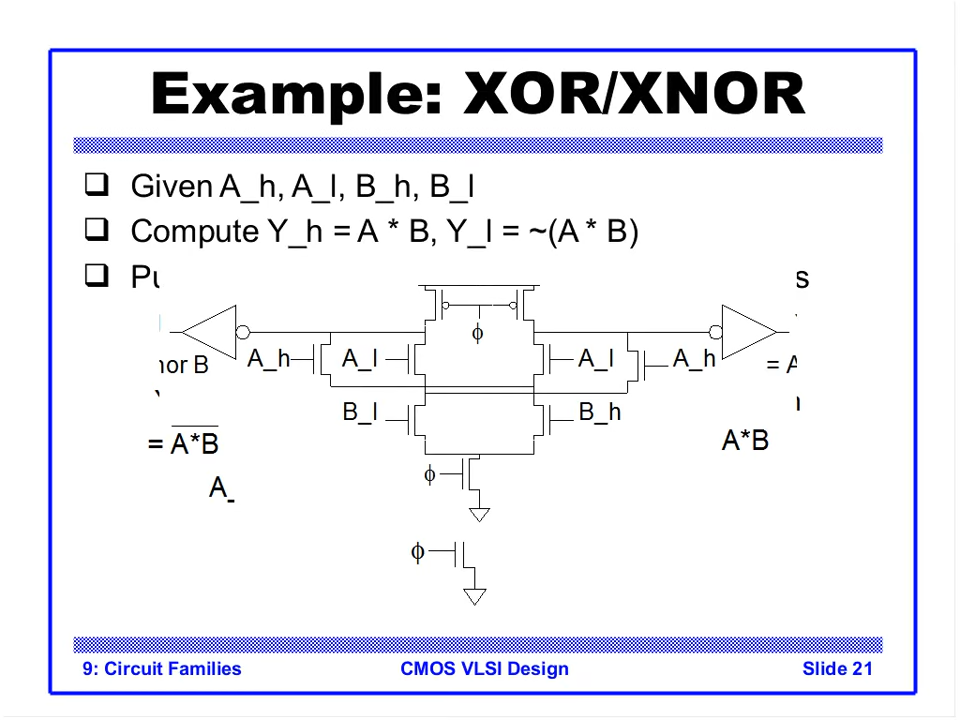 Example: XOR/XNOR
❑ Given A_h, A_l, B_h, B_l
❑ Compute Y_h = A * B, Y_l = ~(A * B)
❑
ϕ
A_h A_l A_l A_h
B
B_l B_h
= A*B A*B
ϕ
ϕ
9: Circuit Families CMOS VLSI Design Slide 21